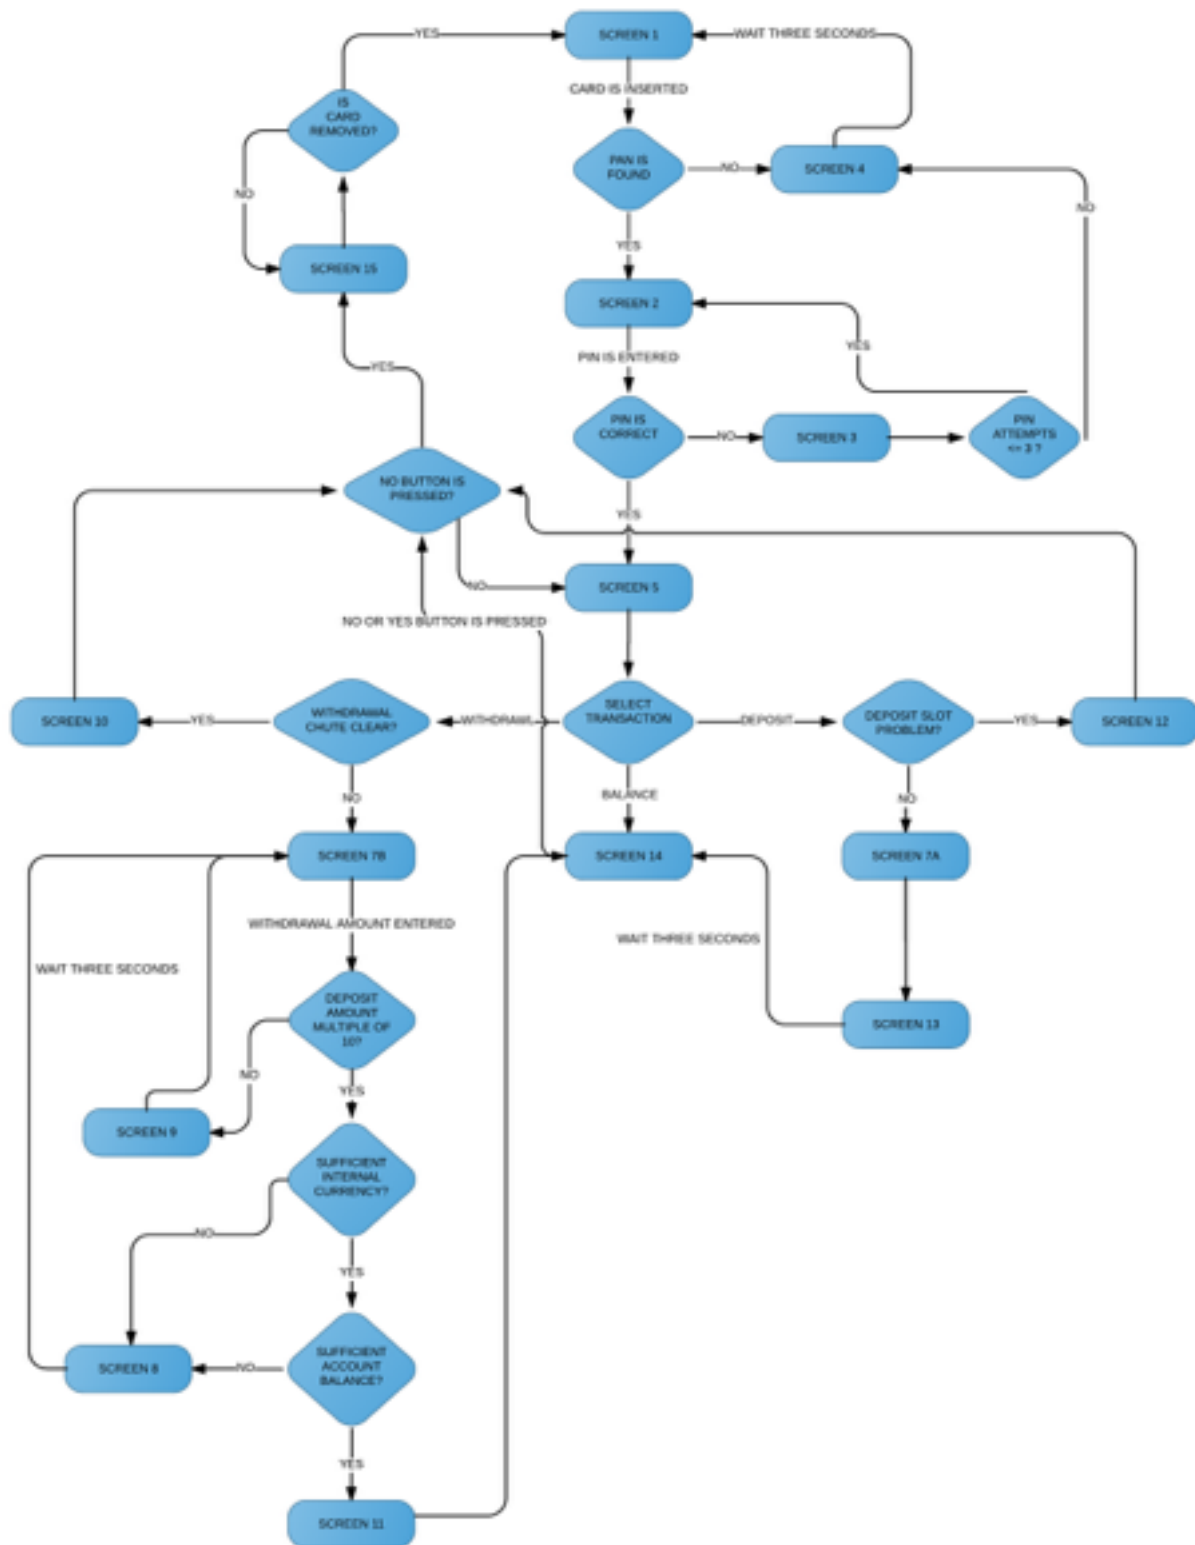 SCREEN 1
YES
WAIT THREE SECONDS
CARD IS INSERTED
IS
CARD
REMOVED?
PAN IS
FOUND
NO
SCREEN 4
NO
NO
YES
SCREEN 15
SCREEN 2
YES
PIN IS ENTERED
YES
PIN IS
CORRECT
NO
SCREEN 3
PIN
ATTEMPTS
<= 3 ?
NO BUTTON IS
PRESSED?
YES
NO
SCREEN 5
NO OR YES BUTTON IS PRESSED
SCREEN 10
YES
WITHDRAWAL
CHUTE CLEAR?
WITHDRAWL
SELECT
TRANSACTION
DEPOSIT
DEPOSIT SLOT
PROBLEM?
YES
SCREEN 12
NO
BALANCE
NO
SCREEN 7B
SCREEN 14
SCREEN 7A
WITHDRAWAL AMOUNT ENTERED
WAIT THREE SECONDS
WAIT THREE SECONDS
DEPOSIT
AMOUNT
MULTIPLE OF
10?
SCREEN 13
NO
YES
SCREEN 9
SUFFICIENT
INTERNAL
CURRENCY?
NO
YES
SCREEN 8
NO
SUFFICIENT
ACCOUNT
BALANCE?
YES
SCREEN 11